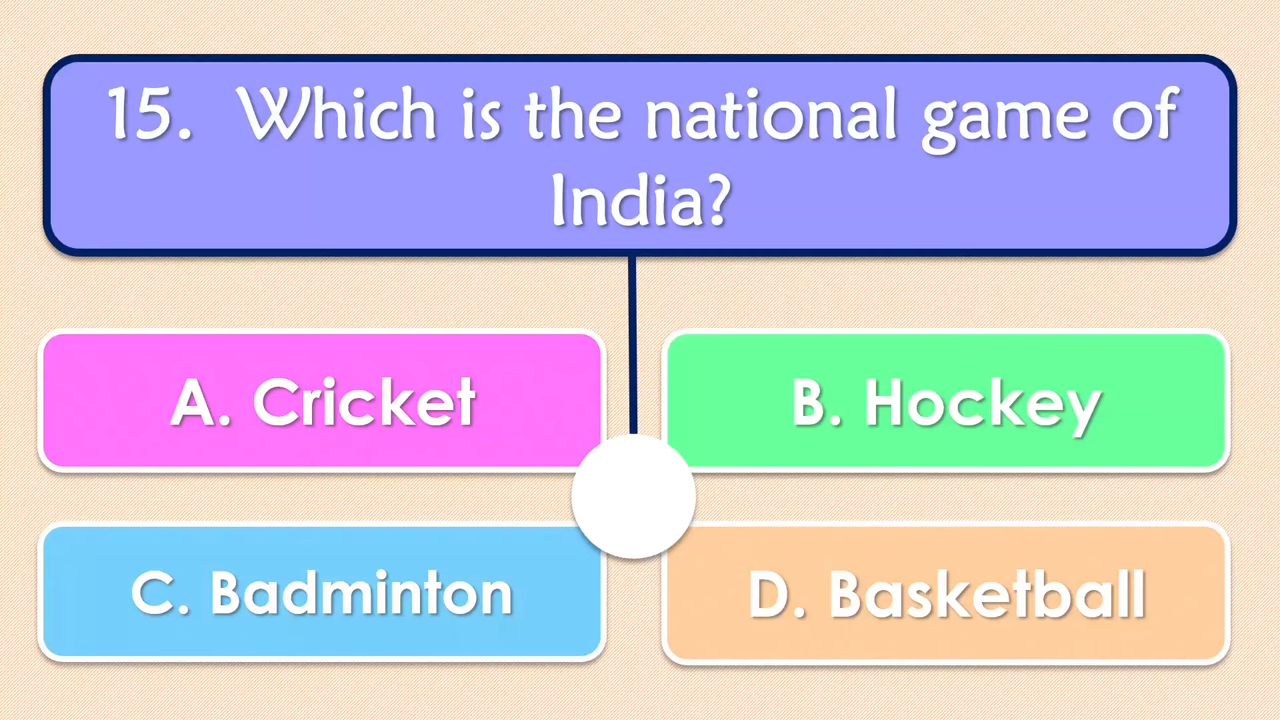 15. Which is the national game of
India?
A. Cricket
B. Hockey
C. Badminton
D. Basketball